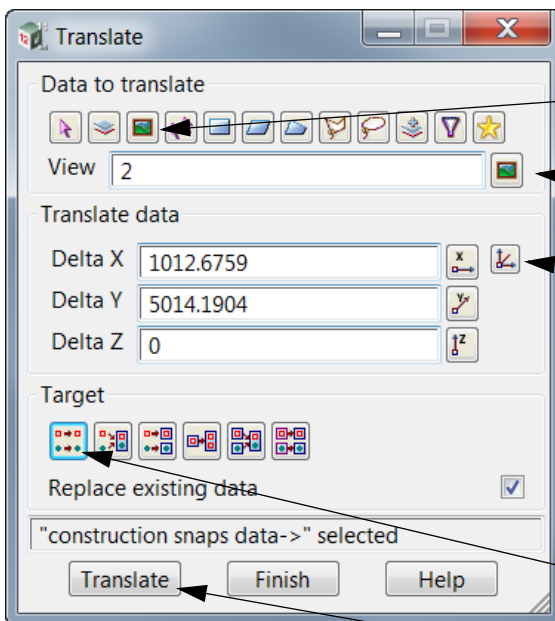 Translate
Data to translate
View 2
Translate data
Delta X 1012.6759
Delta Y 5014.1904
Delta Z 0
Target
Replace existing data
"construction snaps data->" selected
Translate Finish Help